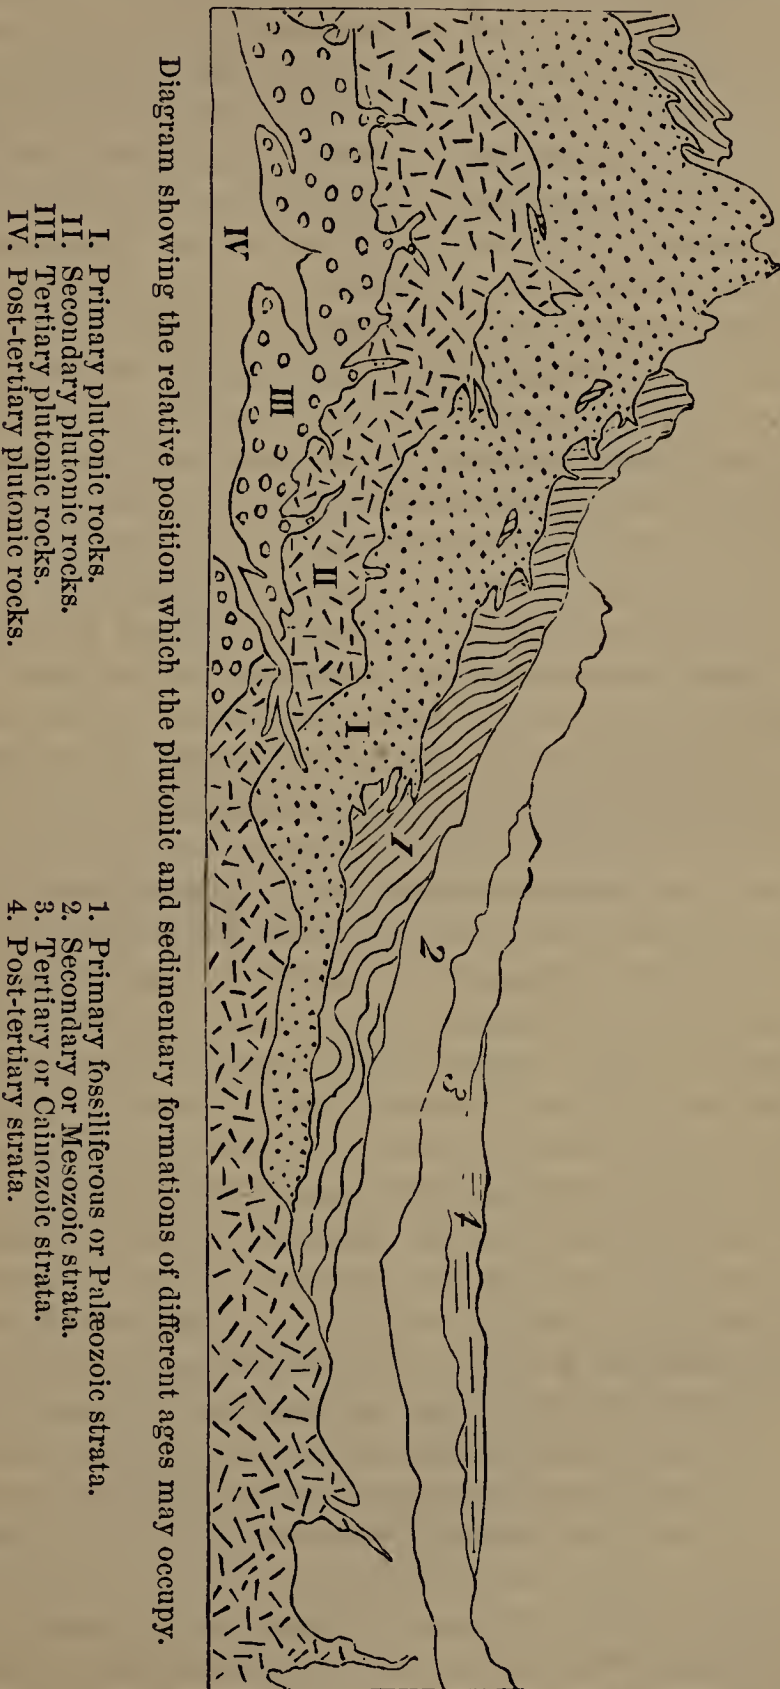 IV
III
II
I
1
2
3
4
Diagram showing the relative position which the plutonic and sedimentary formations of different ages may occupy.
I. Primary plutonic rocks.
II. Secondary plutonic rocks.
III. Tertiary plutonic rocks.
IV. Post-tertiary plutonic rocks.
1. Primary fossiliferous or Palæozoic strata.
2. Secondary or Mesozoic strata.
3. Tertiary or Cainozoic strata.
4. Post-tertiary strata.